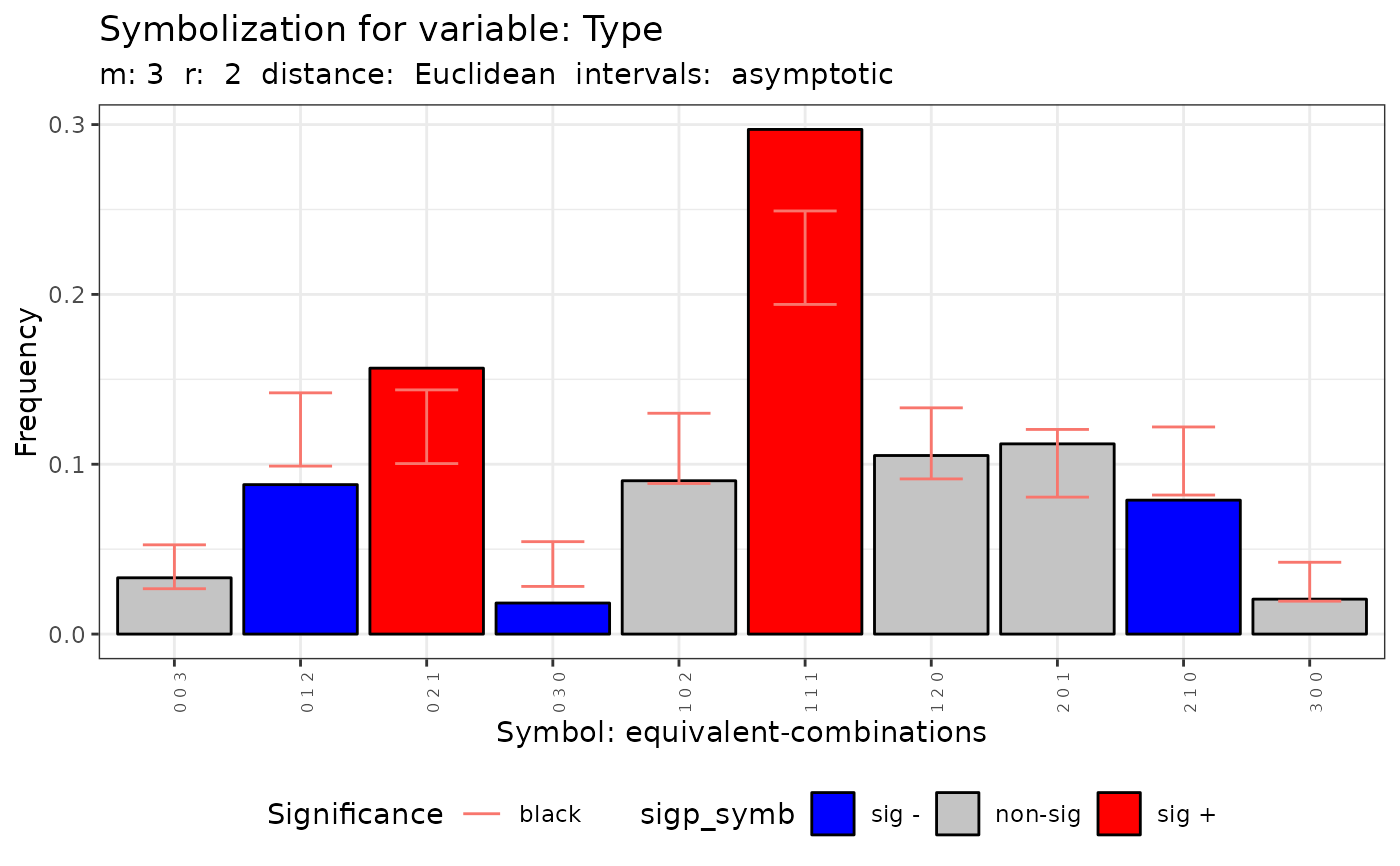 Symbolization for variable: Type
m: 3 r: 2 distance: Euclidean intervals: asymptotic
Frequency
0.3
0.2
0.1
0.0
0 0 3
0 1 2
0 2 1
0 3 0
1 0 2
1 1 1
1 2 0
2 0 1
2 1 0
3 0 0
Symbol: equivalent-combinations
Significance black sigp_symb sig - non-sig sig +